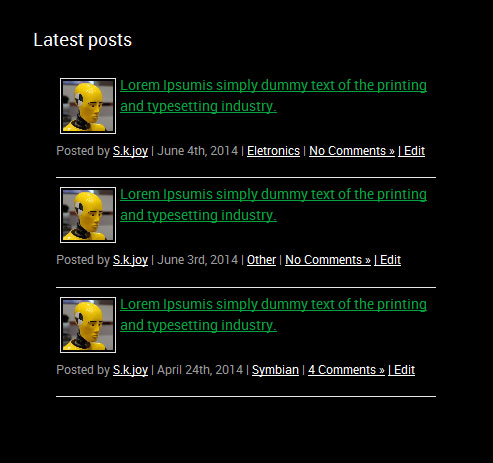 Latest posts
Lorem Ipsumis simply dummy text of the printing
and typesetting industry.
Posted by S.k.joy | June 4th, 2014 | Eletronics | No Comments » | Edit
Lorem Ipsumis simply dummy text of the printing
and typesetting industry.
Posted by S.k.joy | June 3rd, 2014 | Other | No Comments » | Edit
Lorem Ipsumis simply dummy text of the printing
and typesetting industry.
Posted by S.k.joy | April 24th, 2014 | Symbian | 4 Comments » | Edit